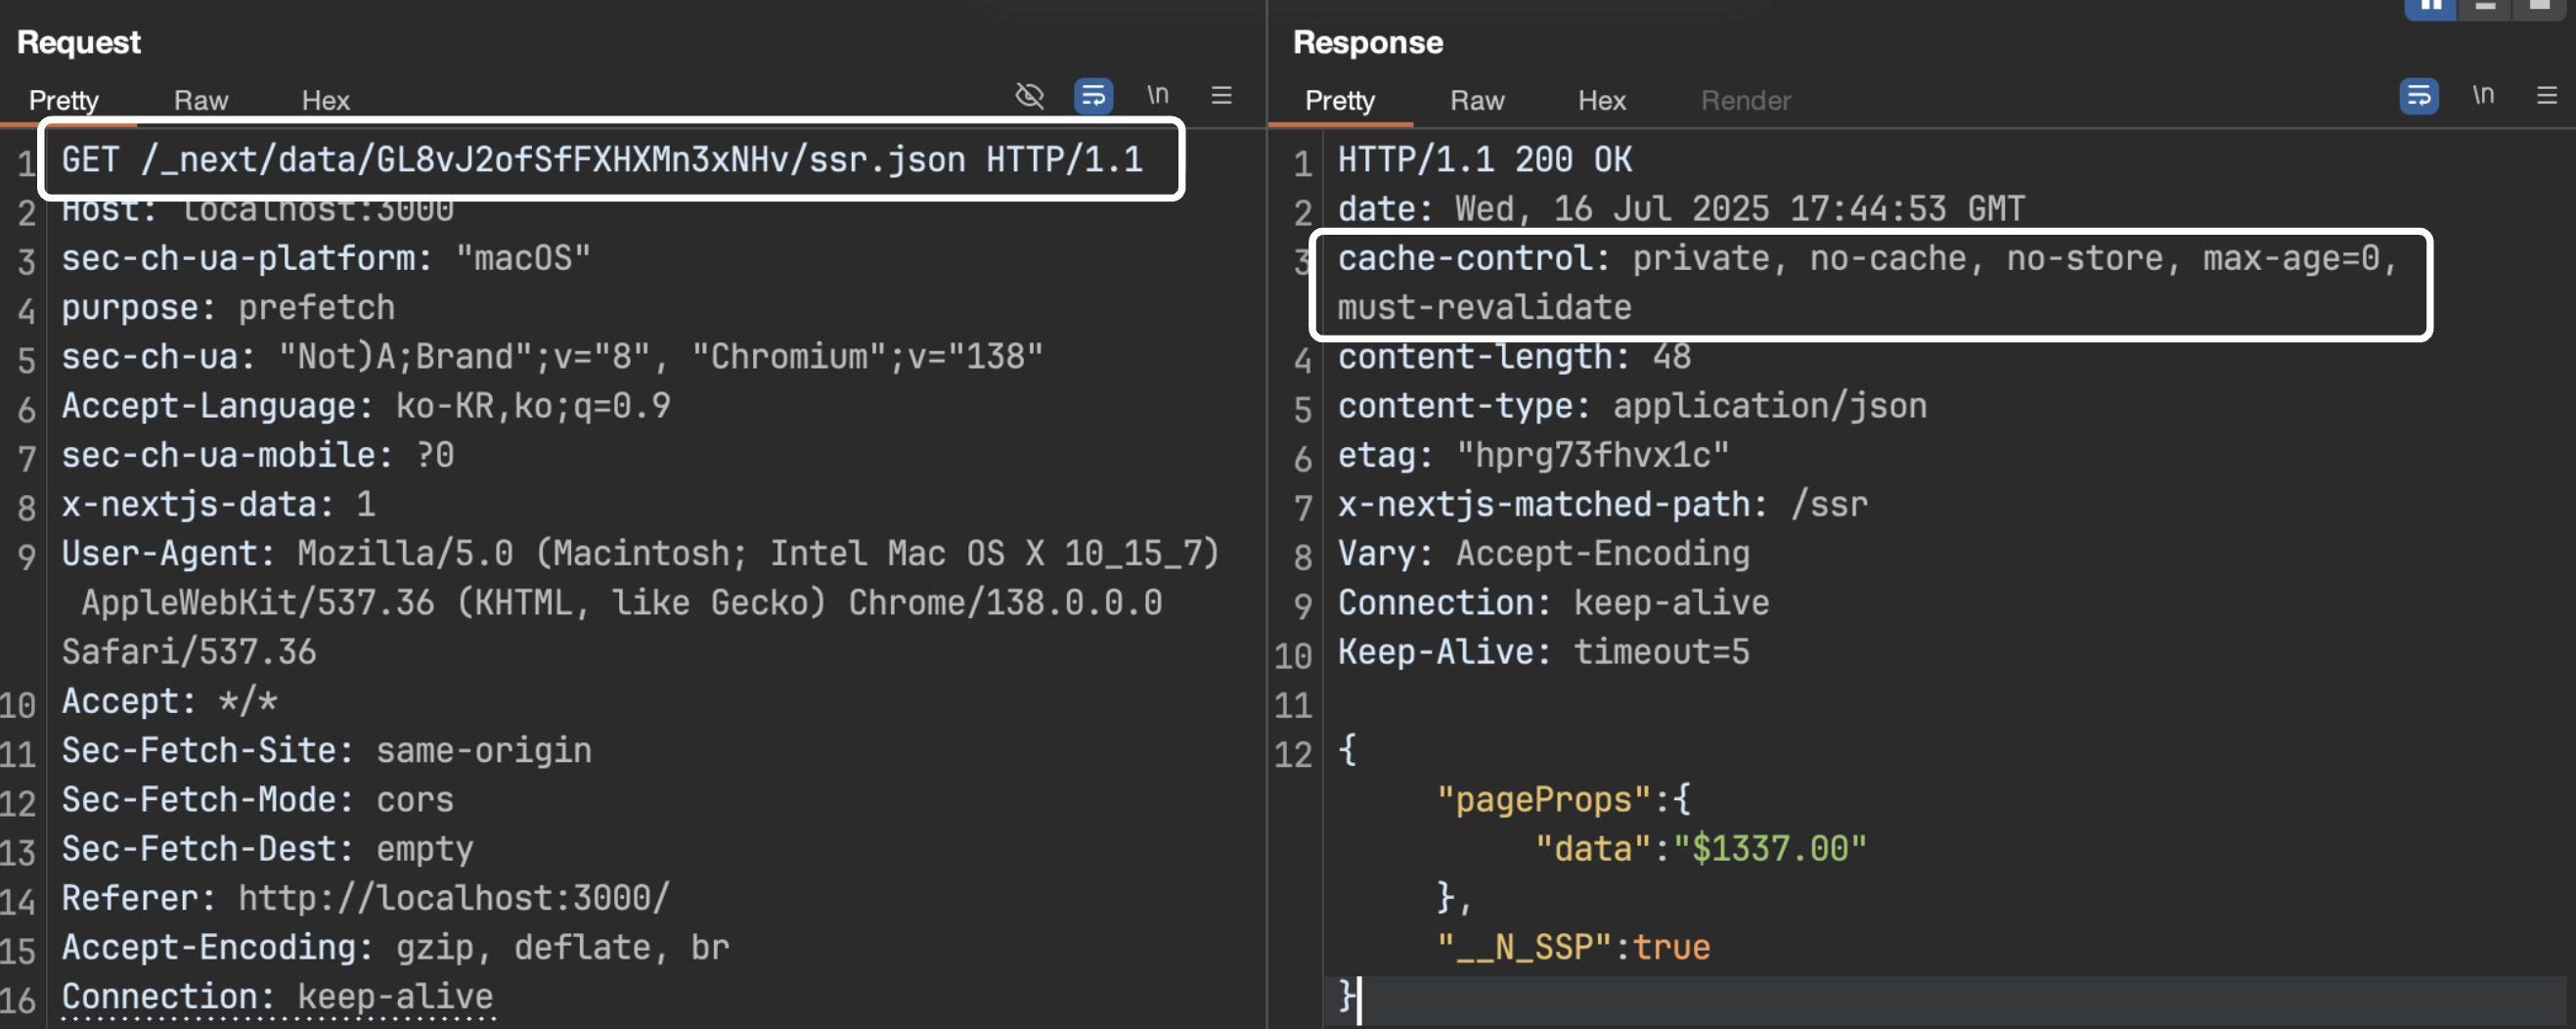 Request
Pretty Raw Hex \n
1 GET /_next/data/GL8vJ2ofSfFXHXMn3xNHv/ssr.json HTTP/1.1
2 Host: localhost:3000
3 sec-ch-ua-platform: "macOS"
4 purpose: prefetch
5 sec-ch-ua: "Not)A;Brand";v="8", "Chromium";v="138"
6 Accept-Language: ko-KR,ko;q=0.9
7 sec-ch-ua-mobile: ?0
8 x-nextjs-data: 1
9 User-Agent: Mozilla/5.0 (Macintosh; Intel Mac OS X 10_15_7)
AppleWebKit/537.36 (KHTML, like Gecko) Chrome/138.0.0.0
Safari/537.36
10 Accept: */*
11 Sec-Fetch-Site: same-origin
12 Sec-Fetch-Mode: cors
13 Sec-Fetch-Dest: empty
14 Referer: http://localhost:3000/
15 Accept-Encoding: gzip, deflate, br
16 Connection: keep-alive
Response
Pretty Raw Hex Render \n
1 HTTP/1.1 200 OK
2 date: Wed, 16 Jul 2025 17:44:53 GMT
3 cache-control: private, no-cache, no-store, max-age=0,
must-revalidate
4 content-length: 48
5 content-type: application/json
6 etag: "hprg73fhvx1c"
7 x-nextjs-matched-path: /ssr
8 Vary: Accept-Encoding
9 Connection: keep-alive
10 Keep-Alive: timeout=5
11
12 {
"pageProps":{
"data":"$1337.00"
},
"__N_SSP":true
}